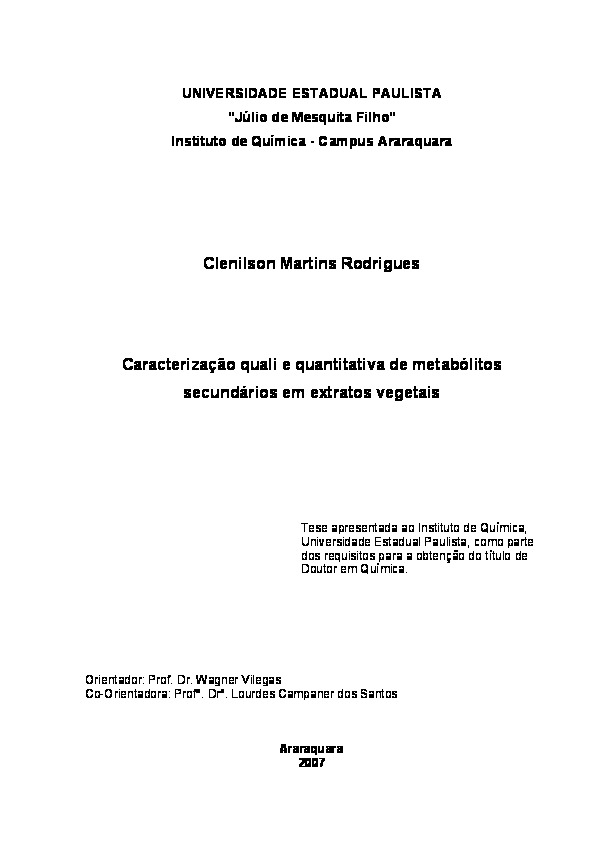 UNIVERSIDADE ESTADUAL PAULISTA
"Júlio de Mesquita Filho"
Instituto de Química - Campus Araraquara
Clenilson Martins Rodrigues
Caracterização quali e quantitativa de metabólitos
secundários em extratos vegetais
Tese apresentada ao Instituto de Química,
Universidade Estadual Paulista, como parte
dos requisitos para a obtenção do título de
Doutor em Química.
Orientador: Prof. Dr. Wagner Vilegas
Co-Orientadora: Profª. Drª. Lourdes Campaner dos Santos
Araraquara
2007